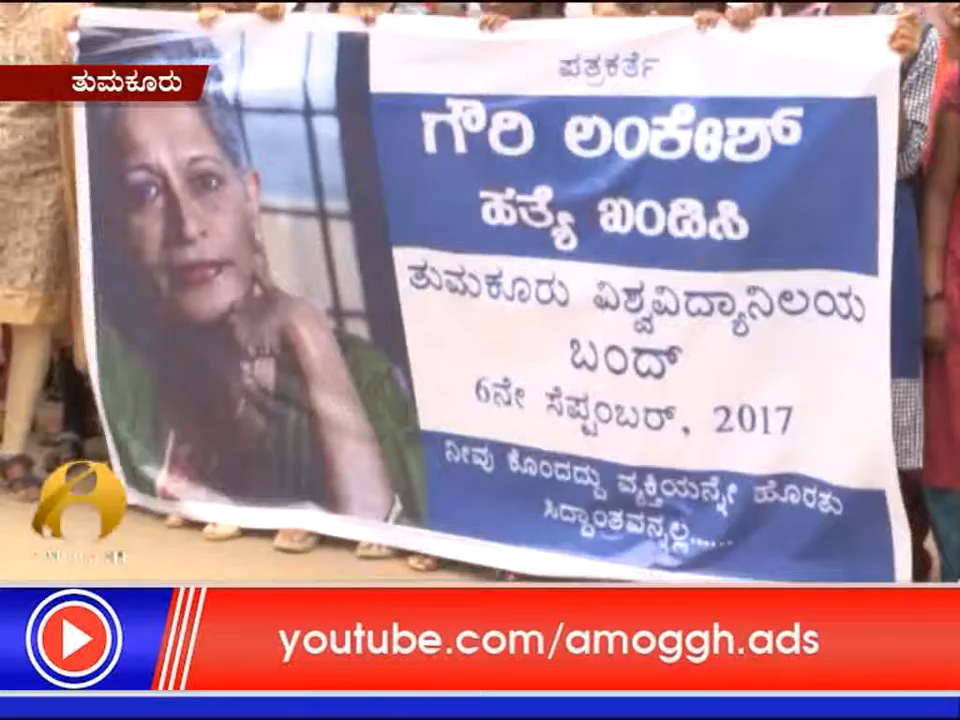 ತುಮಕೂರು
ಪತ್ರಕರ್ತೆ
ಗೌರಿ ಲಂಕೇಶ್
ಹತ್ಯೆ ಖಂಡಿಸಿ
ತುಮಕೂರು ವಿಶ್ವವಿದ್ಯಾನಿಲಯ
ಬಂದ್
6ನೇ ಸೆಪ್ಟಂಬರ್, 2017
ನೀವು ಕೊಂದದ್ದು ವ್ಯಕ್ತಿಯನ್ನೇ ಹೊರತು
ಸಿದ್ಧಾಂತವನ್ನಲ್ಲ......
youtube.com/amoggh.ads